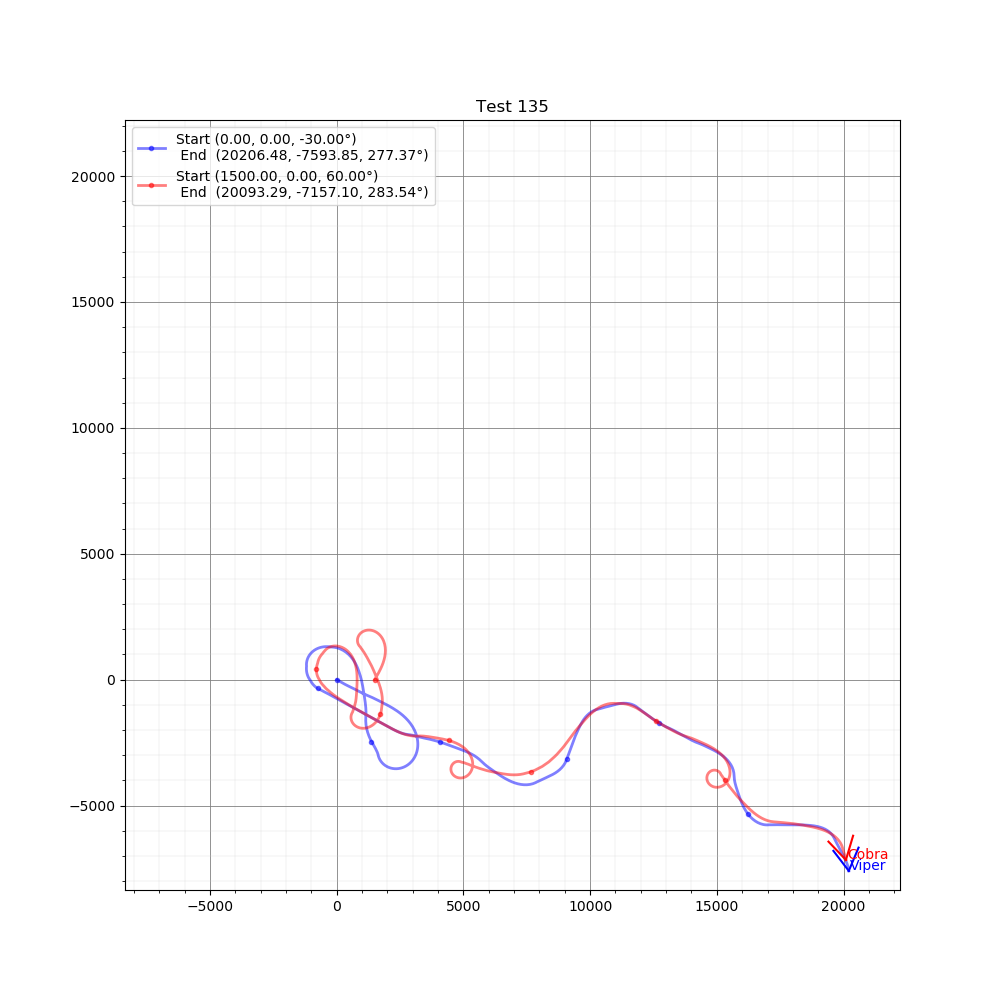 Test 135
Start (0.00, 0.00, -30.00°)
End (20206.48, -7593.85, 277.37°)
Start (1500.00, 0.00, 60.00°)
End (20093.29, -7157.10, 283.54°)
20000
15000
10000
5000
0
−5000
Cobra
Viper
−5000
0
5000
10000
15000
20000